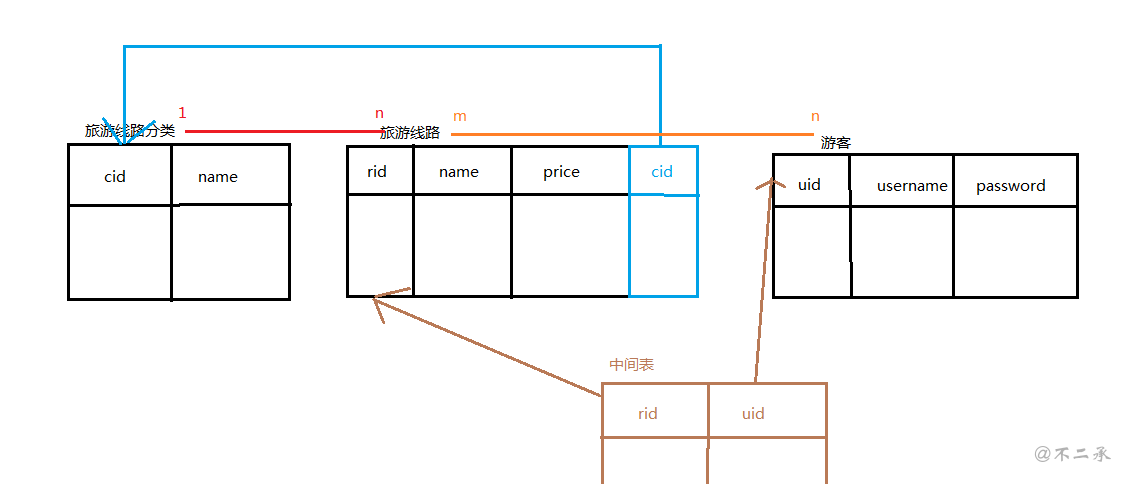 1
n
m
n
旅游线路分类
旅游线路
游客
cid
name
rid
name
price
cid
uid
username
password
中间表
rid
uid
@不二承